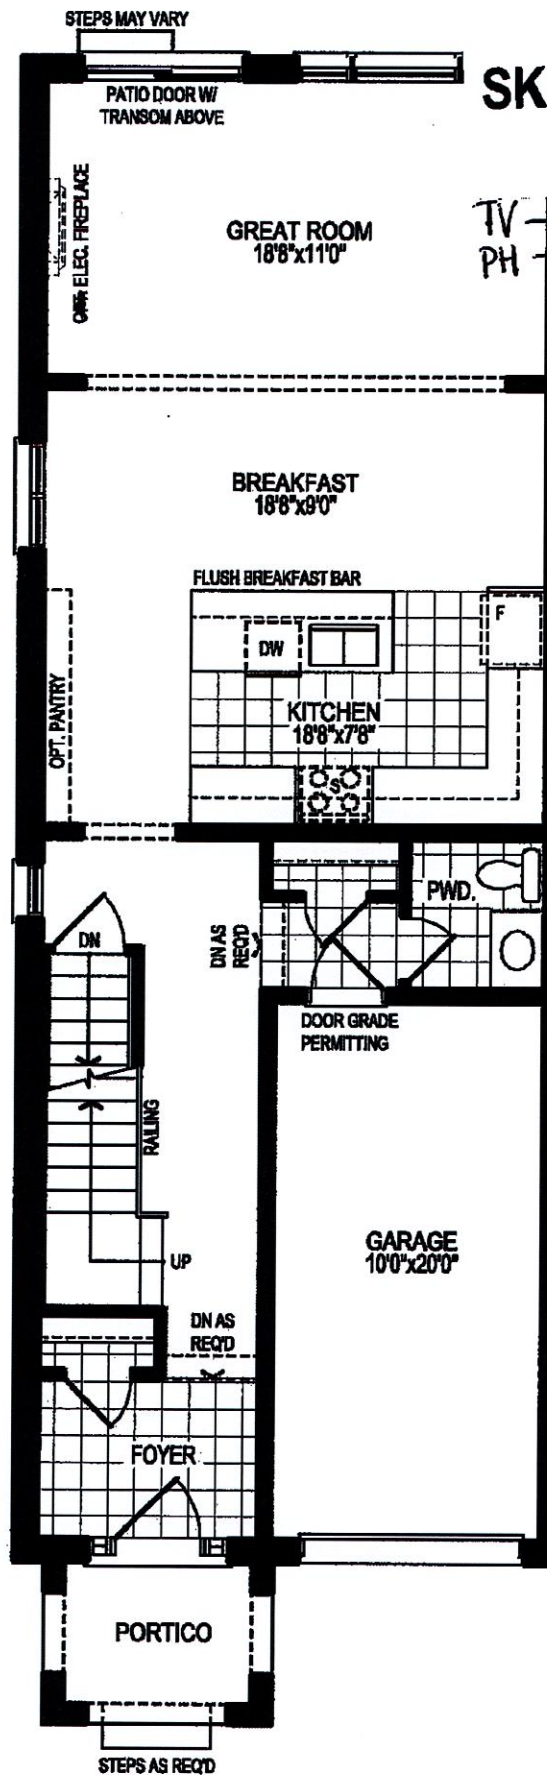 STEPS MAY VARY
PATIO DOOR W/
TRANSOM ABOVE
SK
TV -
PH -
ELEC. FIREPLACE
GREAT ROOM
18'8"x11'0"
BREAKFAST
18'8"x9'0"
FLUSH BREAKFAST BAR
F
DW
OPT. PANTRY
KITCHEN
18'8"x7'8"
S
PWD.
DN
DN AS
REQ'D
DOOR GRADE
PERMITTING
RAILING
GARAGE
10'0"x20'0"
UP
DN AS
REQ'D
FOYER
PORTICO
STEPS AS REQ'D